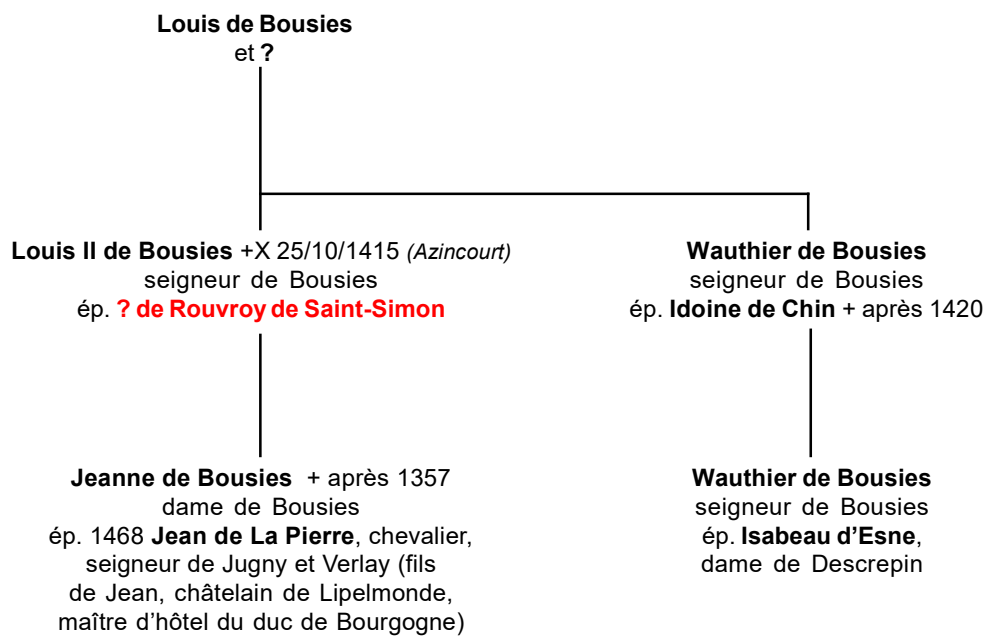 Louis de Bousies
et ?
Louis II de Bousies +X 25/10/1415 (Azincourt)
seigneur de Bousies
ép. ? de Rouvroy de Saint-Simon
Wauthier de Bousies
seigneur de Bousies
ép. Idoine de Chin + après 1420
Jeanne de Bousies + après 1357
dame de Bousies
ép. 1468 Jean de La Pierre, chevalier,
seigneur de Jugny et Verlay (fils
de Jean, châtelain de Lipelmonde,
maître d’hôtel du duc de Bourgogne)
Wauthier de Bousies
seigneur de Bousies
ép. Isabeau d’Esne,
dame de Descrepin